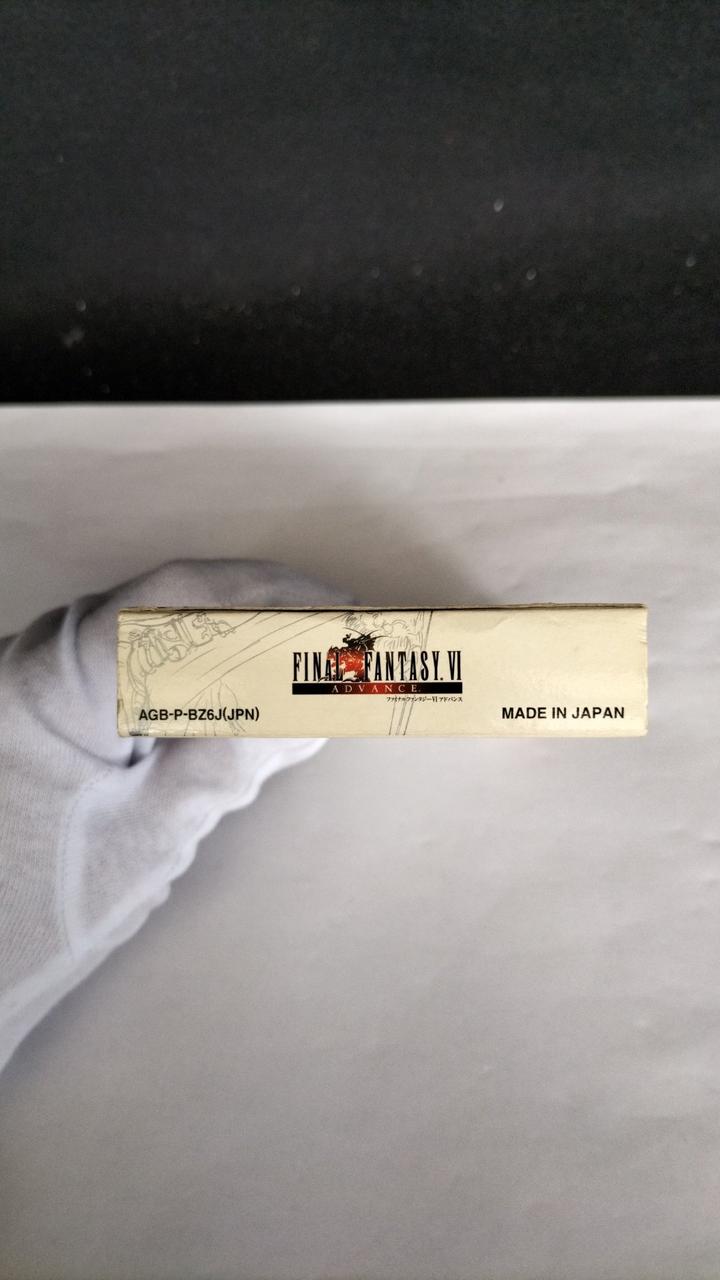 FINAL FANTASY VI
ADVANCE
ファイナルファンタジーVI アドバンス
AGB-P-BZ6J(JPN)
MADE IN JAPAN